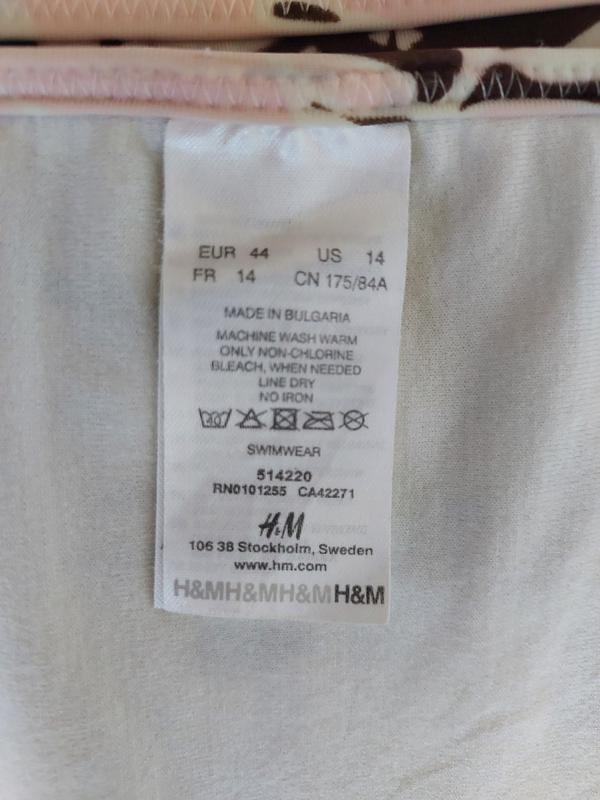 EUR 44 US 14
FR 14 CN 175/84A
MADE IN BULGARIA
MACHINE WASH WARM
ONLY NON-CHLORINE
BLEACH, WHEN NEEDED
LINE DRY
NO IRON
SWIMWEAR
514220
RN0101255 CA42271
H&M
106 38 Stockholm, Sweden
www.hm.com
H&MH&MH&MH&M